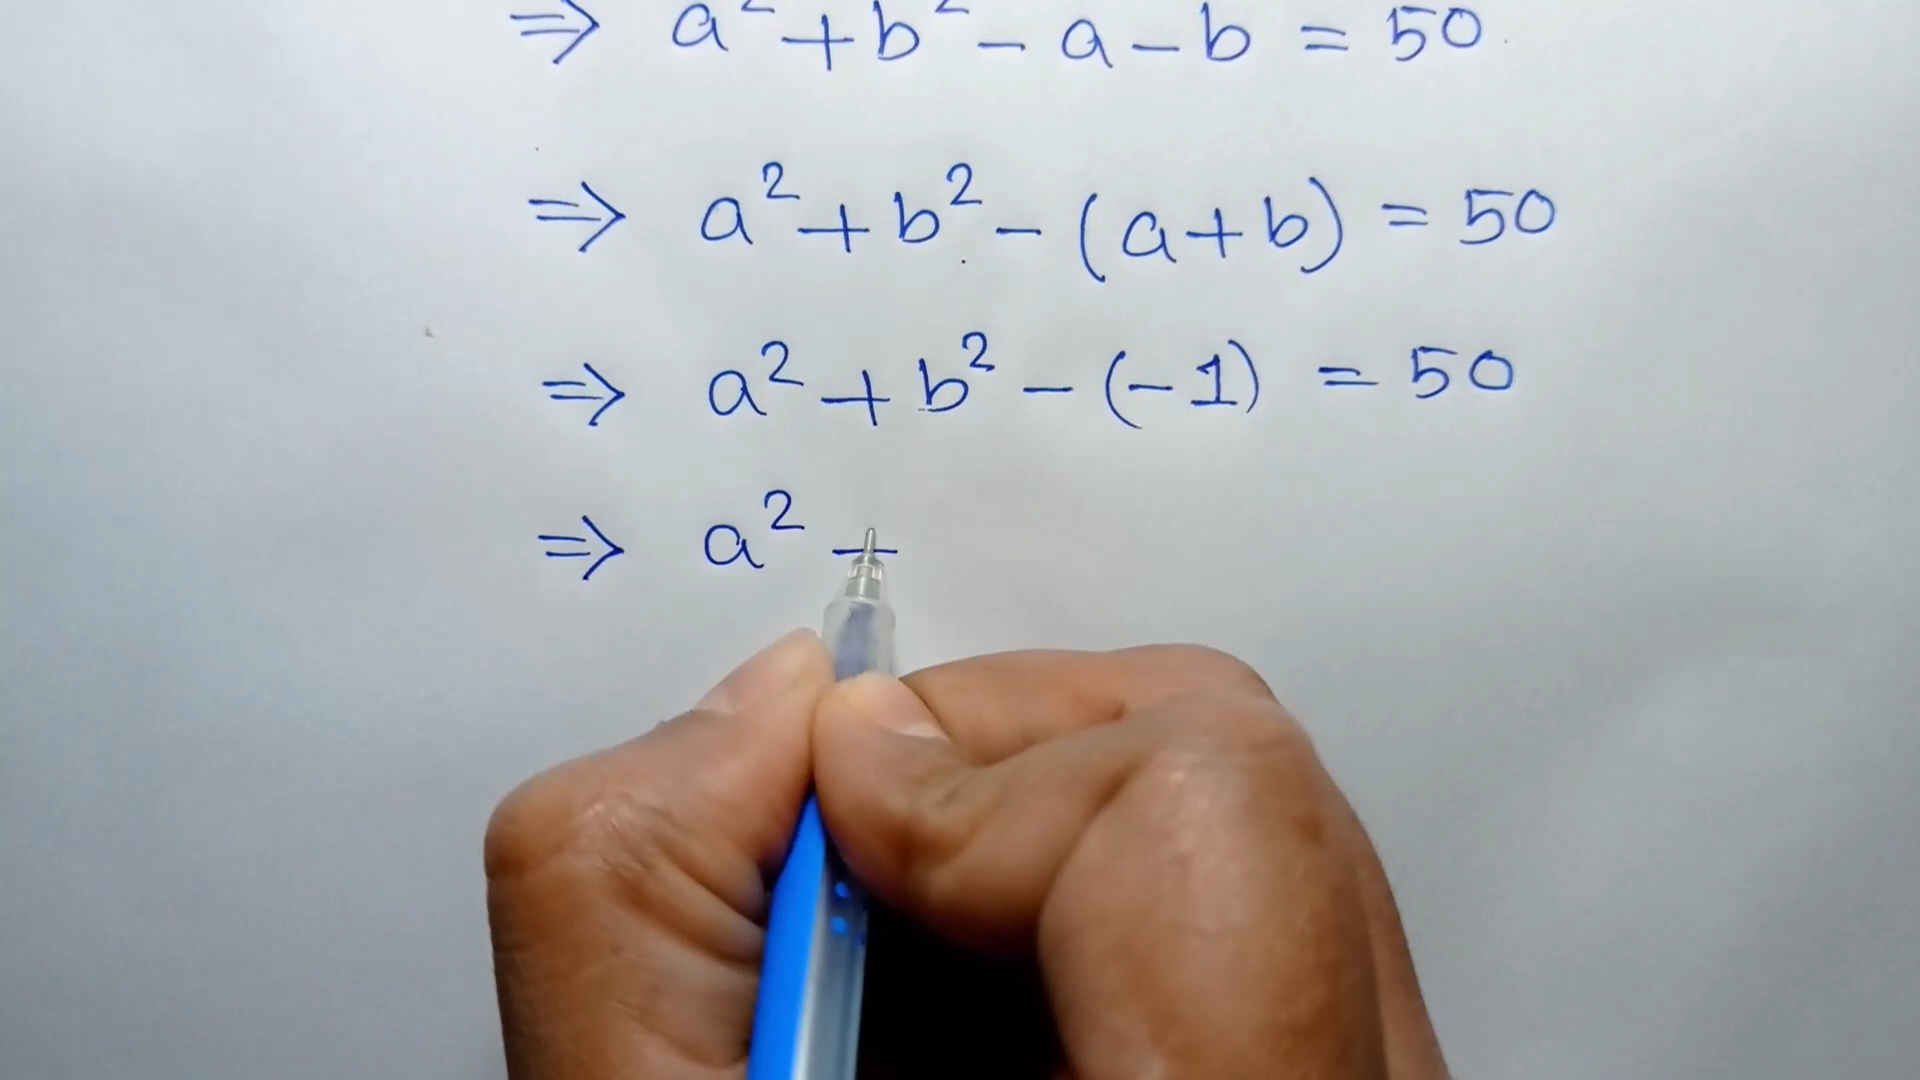 ⇒ a² + b² - a - b = 50
⇒ a² + b² - (a + b) = 50
⇒ a² + b² - (-1) = 50
⇒ a² +